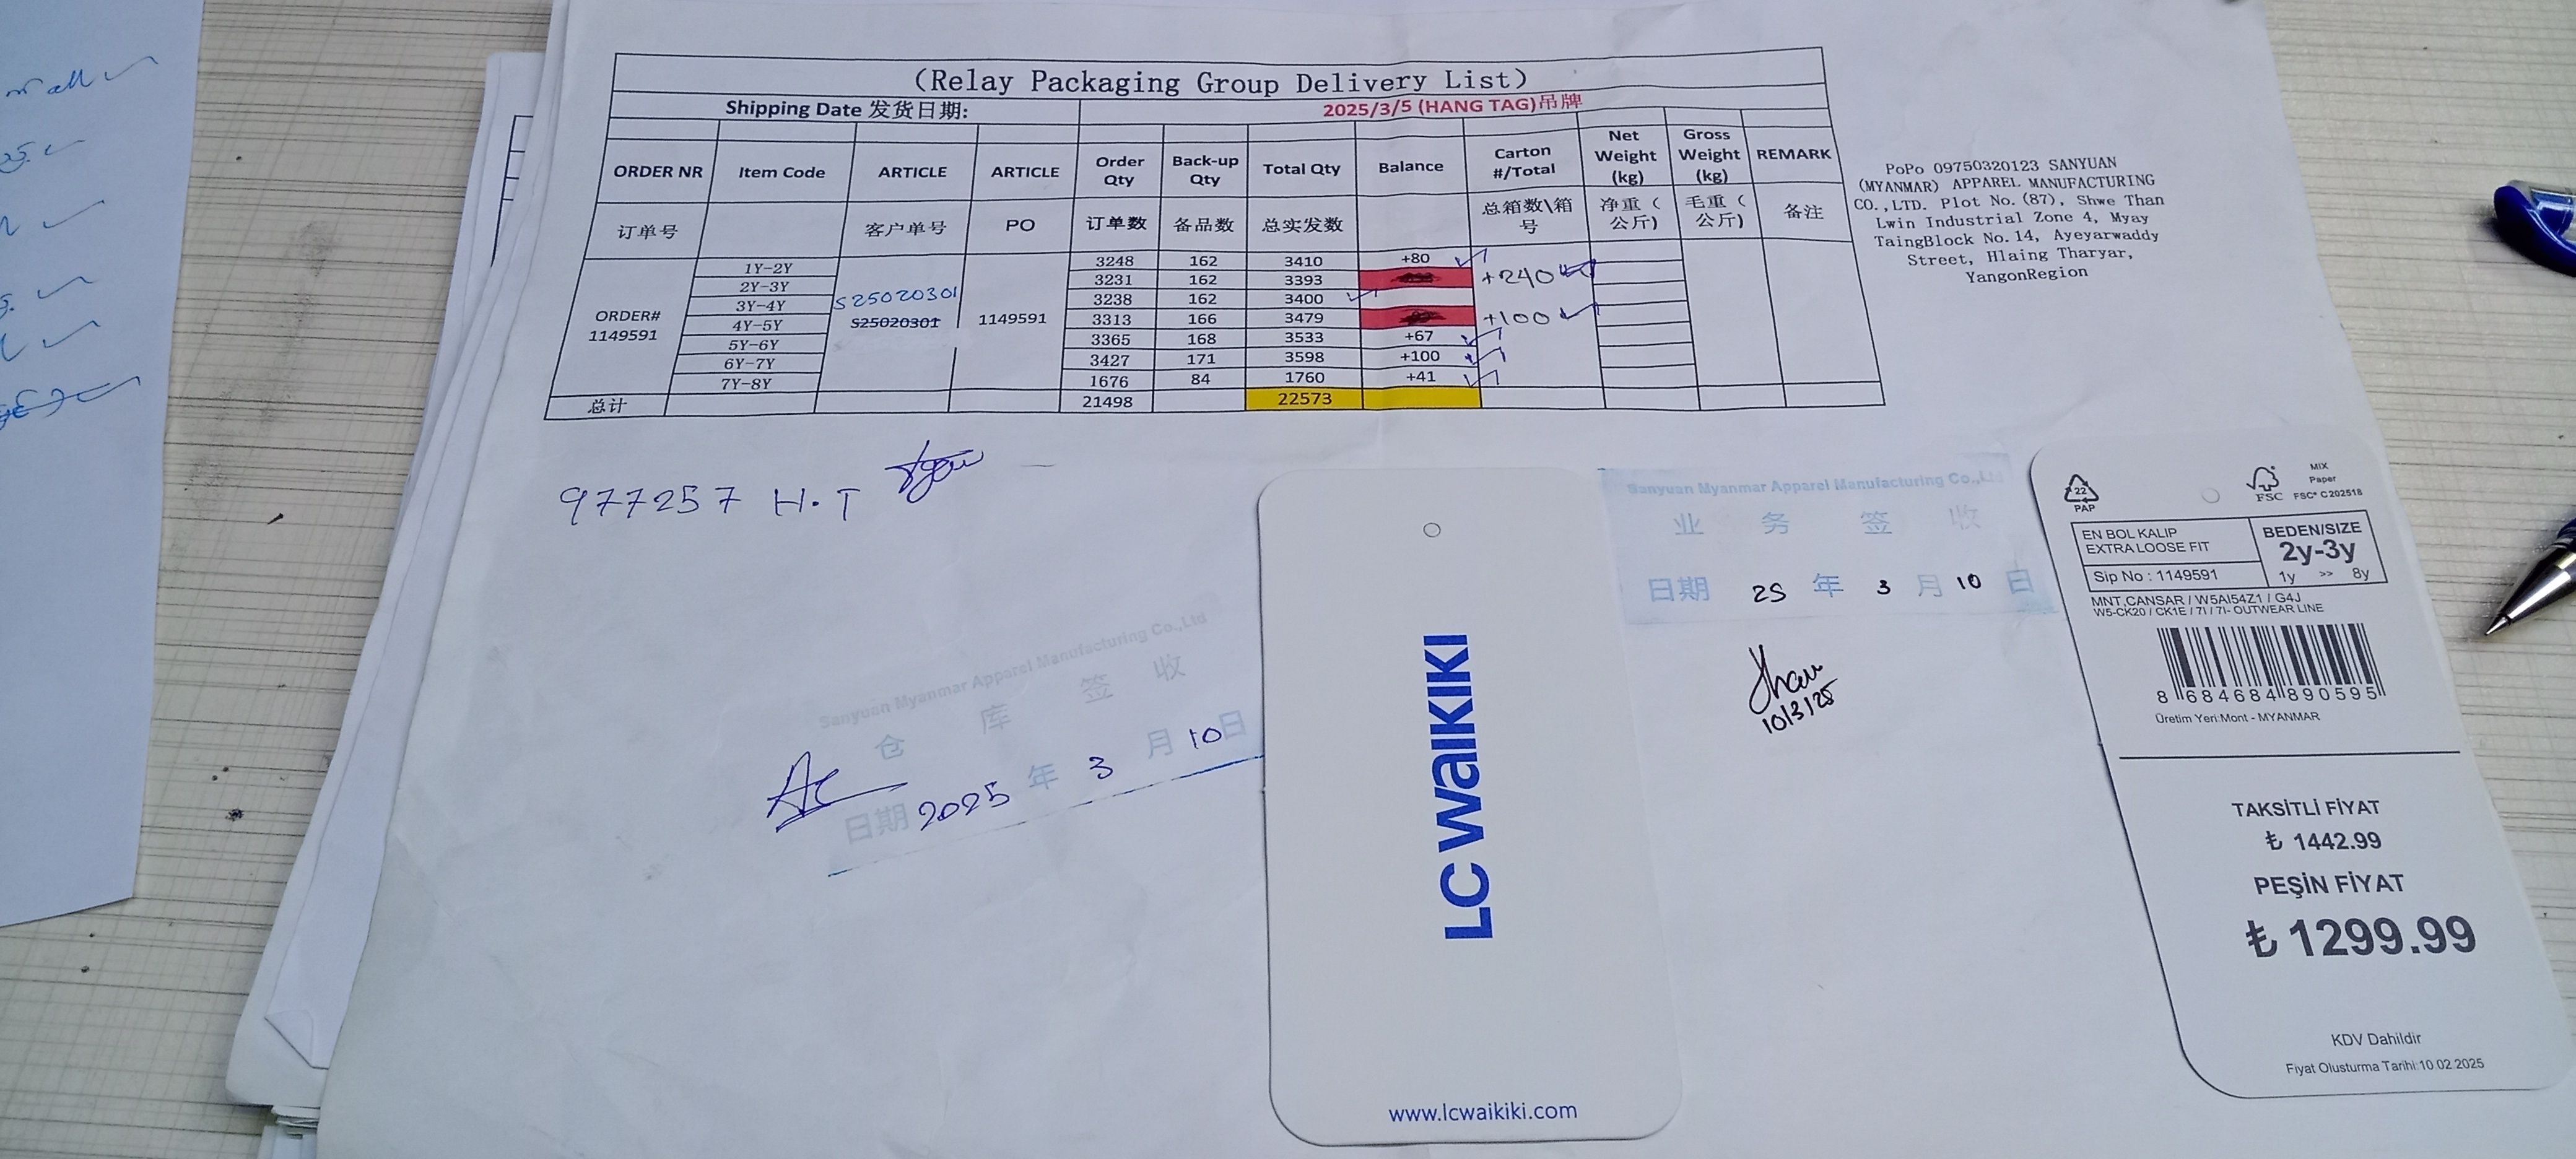 (Relay Packaging Group Delivery List)
Shipping Date 发货日期: 2025/3/5 (HANG TAG)吊牌
ORDER NR Item Code ARTICLE ARTICLE Order Qty Back-up Qty Total Qty Balance Carton #/Total Net Weight (kg) Gross Weight (kg) REMARK
订单号 客户单号 PO 订单数 备品数 总实发数 总箱数\箱号 净重(公斤) 毛重(公斤) 备注
ORDER# 1149591
S25020301
S25020301
1149591
1Y-2Y 3248 162 3410 +80
2Y-3Y 3231 162 3393 +240
3Y-4Y 3238 162 3400
4Y-5Y 3313 166 3479 +100
5Y-6Y 3365 168 3533 +67
6Y-7Y 3427 171 3598 +100
7Y-8Y 1676 84 1760 +41
总计 21498 22573
PoPo 09750320123 SANYUAN
(MYANMAR) APPAREL MANUFACTURING
CO.,LTD. Plot No.(87), Shwe Than
Lwin Industrial Zone 4, Myay
TaingBlock No.14, Ayeyarwaddy
Street, Hlaing Tharyar,
YangonRegion
977257 H.T
Sanyuan Myanmar Apparel Manufacturing Co.,Ltd
仓库签收
日期 2025 年 3 月 10 日
LC WAIKIKI
www.lcwaikiki.com
Sanyuan Myanmar Apparel Manufacturing Co.,Ltd
业务签收
日期 25 年 3 月 10 日
10/3/25
22
PAP
FSC
MIX
Paper
FSC® C202518
EN BOL KALIP
EXTRA LOOSE FIT
Sip No : 1149591
BEDEN/SIZE
2y-3y
1y >> 8y
MNT,CANSAR / W5AI54Z1 / G4J
W5-CK20 / CK1E / 7I / 7I- OUTWEAR LINE
8 684684 890595
Üretim Yeri:Mont - MYANMAR
TAKSİTLİ FİYAT
₺ 1442.99
PEŞİN FİYAT
₺ 1299.99
KDV Dahildir
Fiyat Olusturma Tarihi:10.02.2025